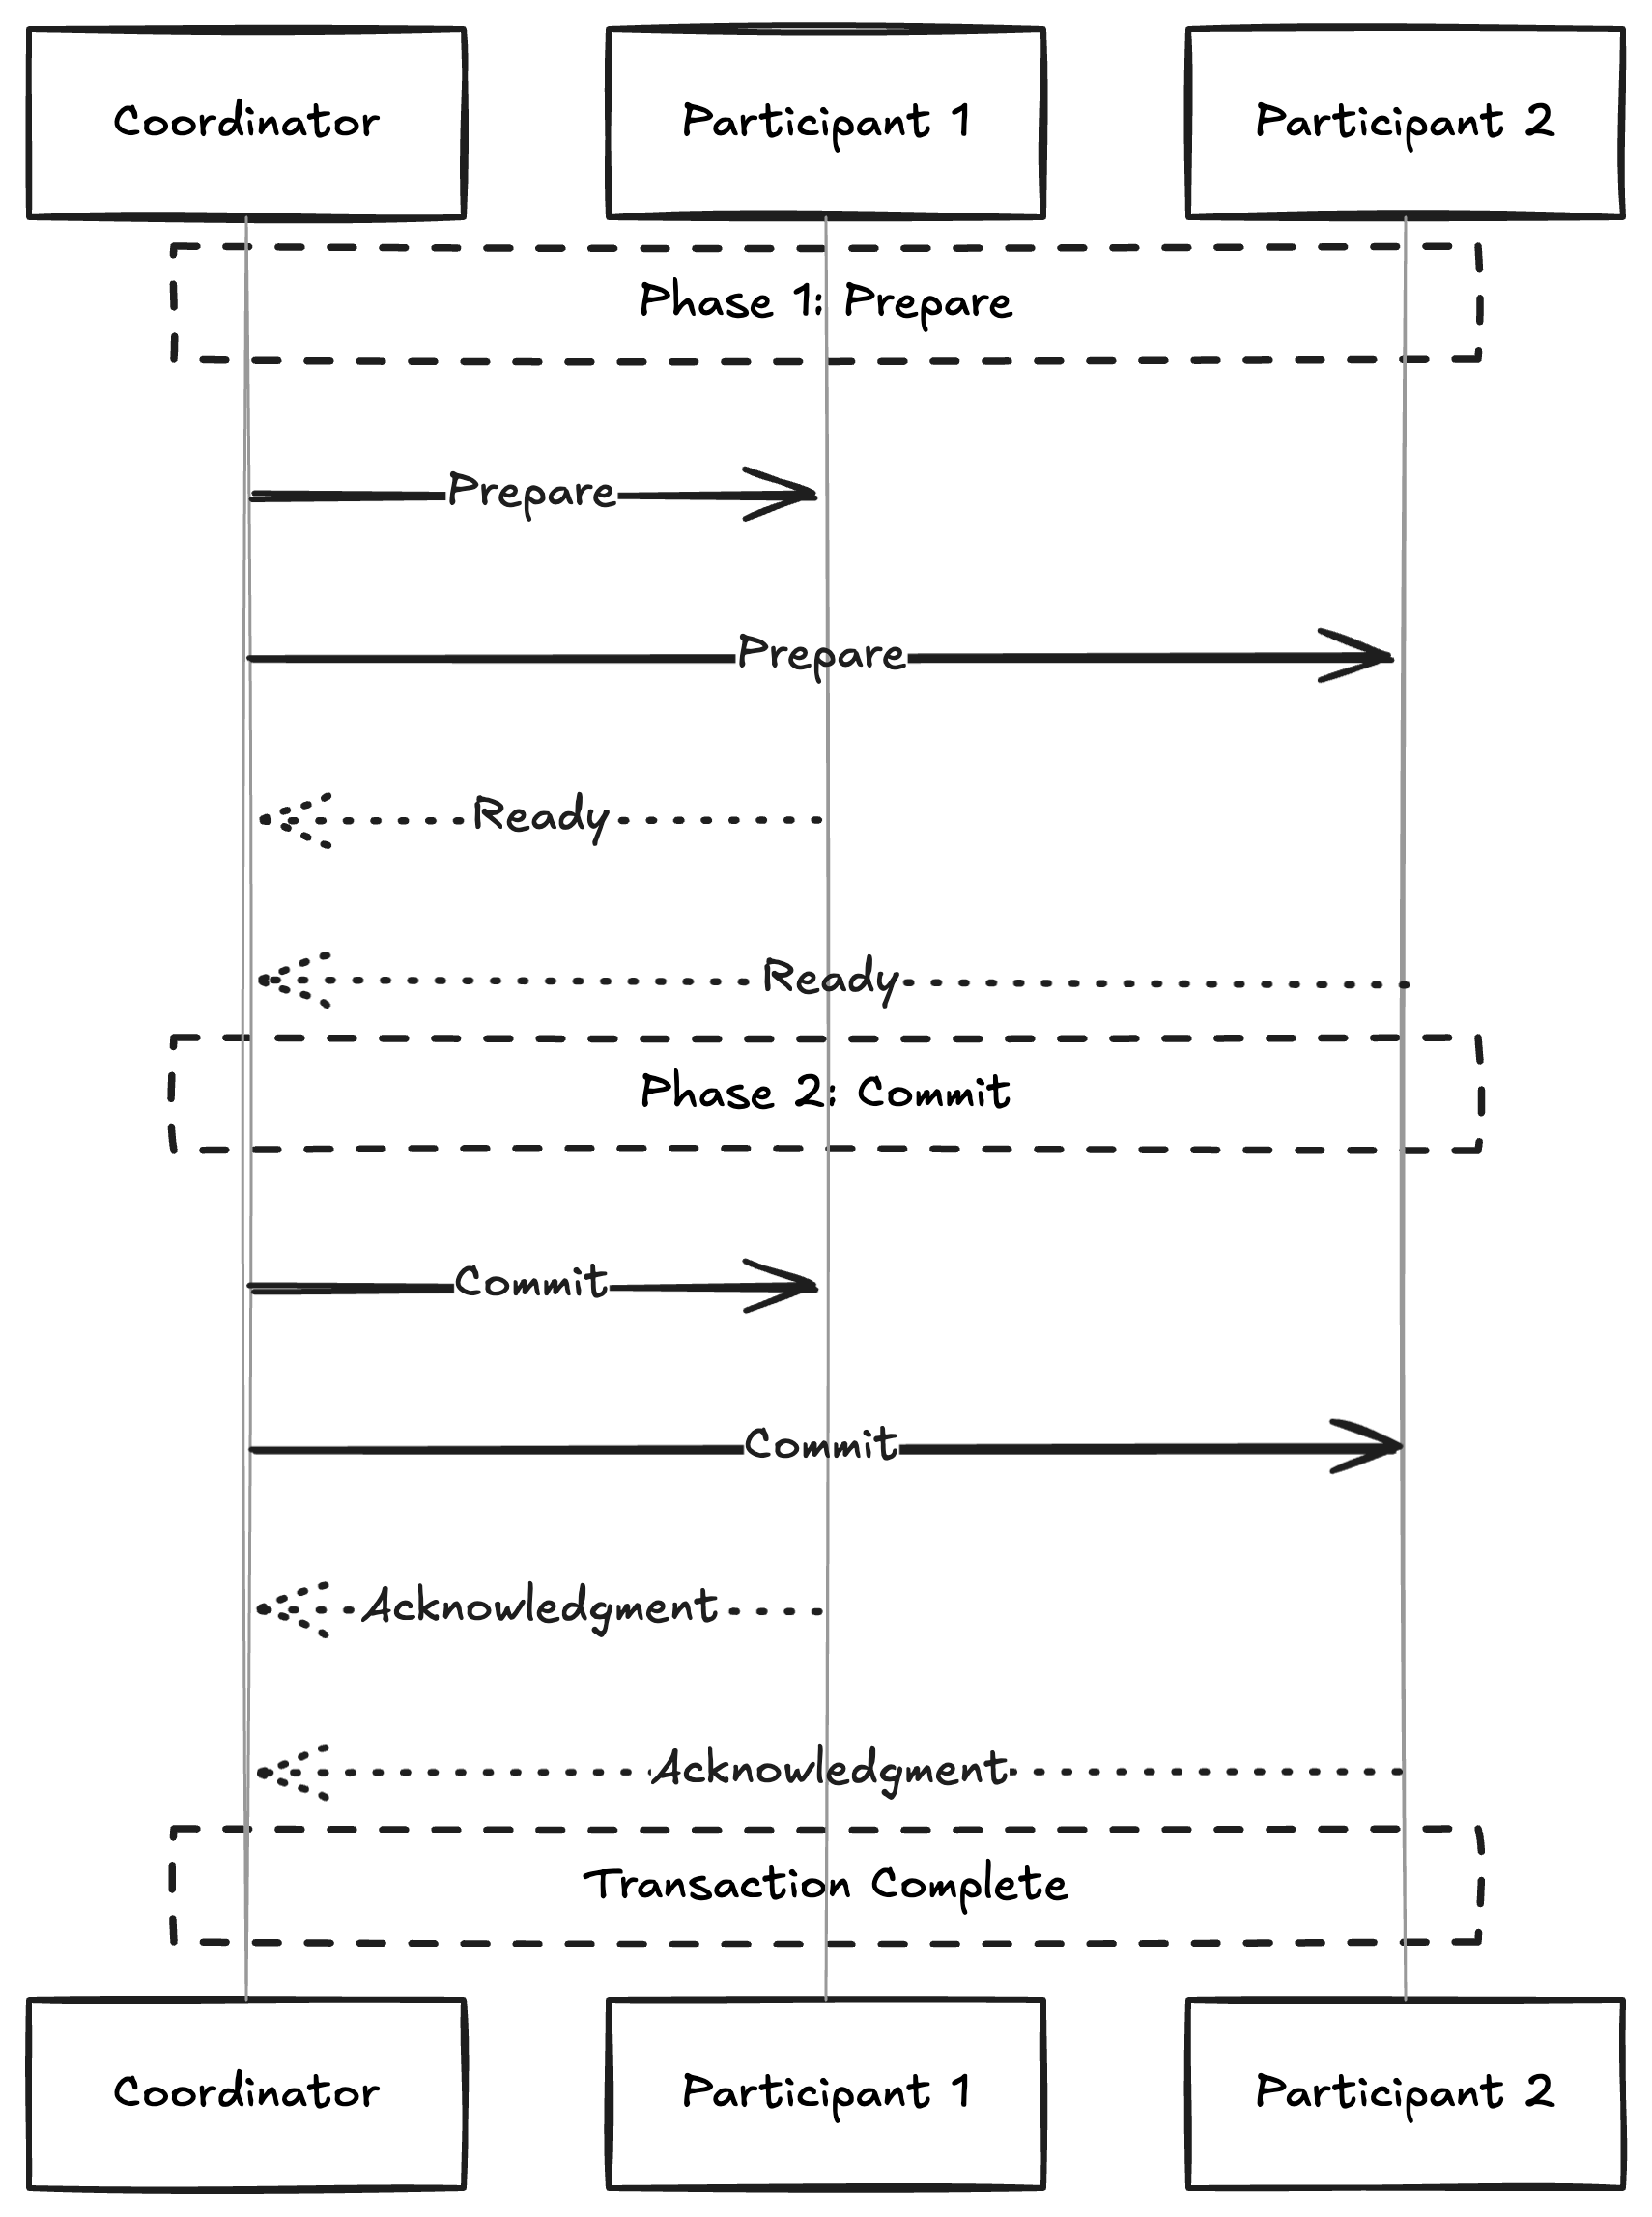 Coordinator
Participant 1
Participant 2
Phase 1: Prepare
Prepare
Prepare
Ready
Ready
Phase 2: Commit
Commit
Commit
Acknowledgment
Acknowledgment
Transaction Complete
Coordinator
Participant 1
Participant 2